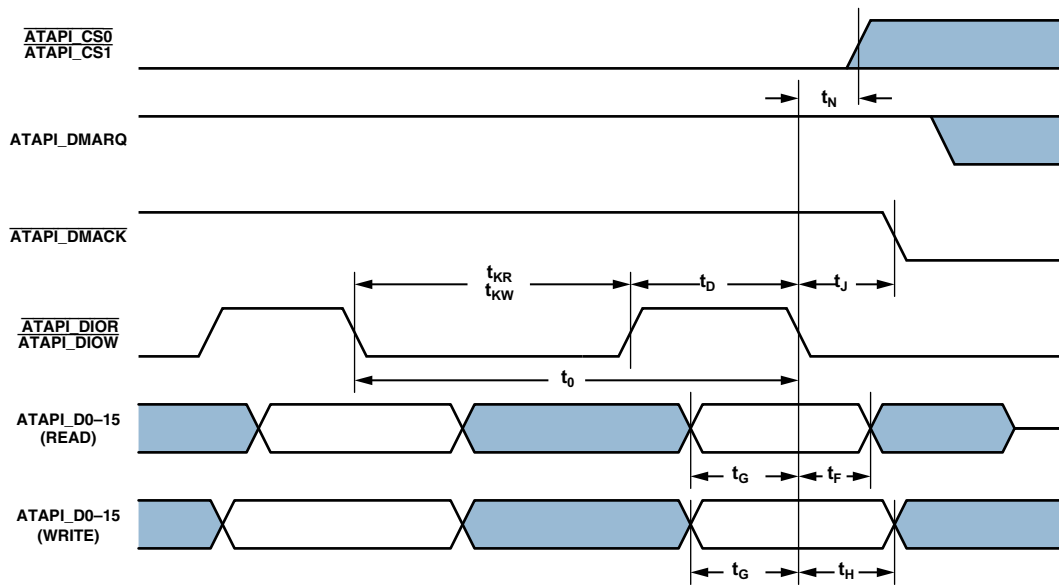 ATAPI_CS0
ATAPI_CS1
tN
ATAPI_DMARQ
ATAPI_DMACK
tKR
tKW
tD
tJ
ATAPI_DIOR
ATAPI_DIOW
t0
ATAPI_D0–15
(READ)
tG
tF
ATAPI_D0–15
(WRITE)
tG
tH